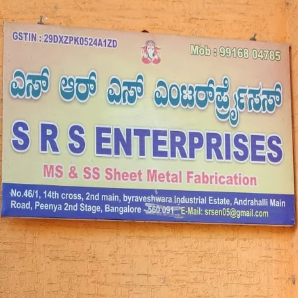 GSTIN : 29DXZPK0524A1ZD
Mob : 99168 04785
ಎಸ್ ಆರ್ ಎಸ್ ಎಂಟರ್‌ಪ್ರೈಸಸ್
S R S ENTERPRISES
MS & SS Sheet Metal Fabrication
No.46/1, 14th cross, 2nd main, byraveshwara Industrial Estate, Andrahalli Main
Road, Peenya 2nd Stage, Bangalore - 560 091 E-Mail: srsen05@gmail.com